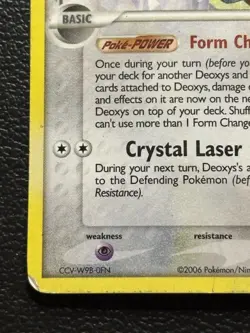 BASIC
Poké-POWER Form Ch
Once during your turn (before yo
your deck for another Deoxys and
cards attached to Deoxys, damage
and effects on it are now on the ne
Deoxys on top of your deck. Shuff
can't use more than 1 Form Change
Crystal Laser
During your next turn, Deoxys's a
to the Defending Pokémon (bef
Resistance).
weakness resistance
CCV-W9B-0FN ©2006 Pokémon/Nin